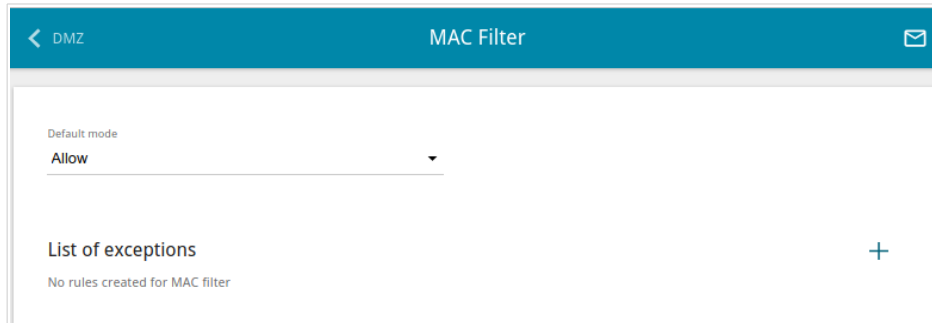 DMZ
MAC Filter
Default mode
Allow
List of exceptions
No rules created for MAC filter